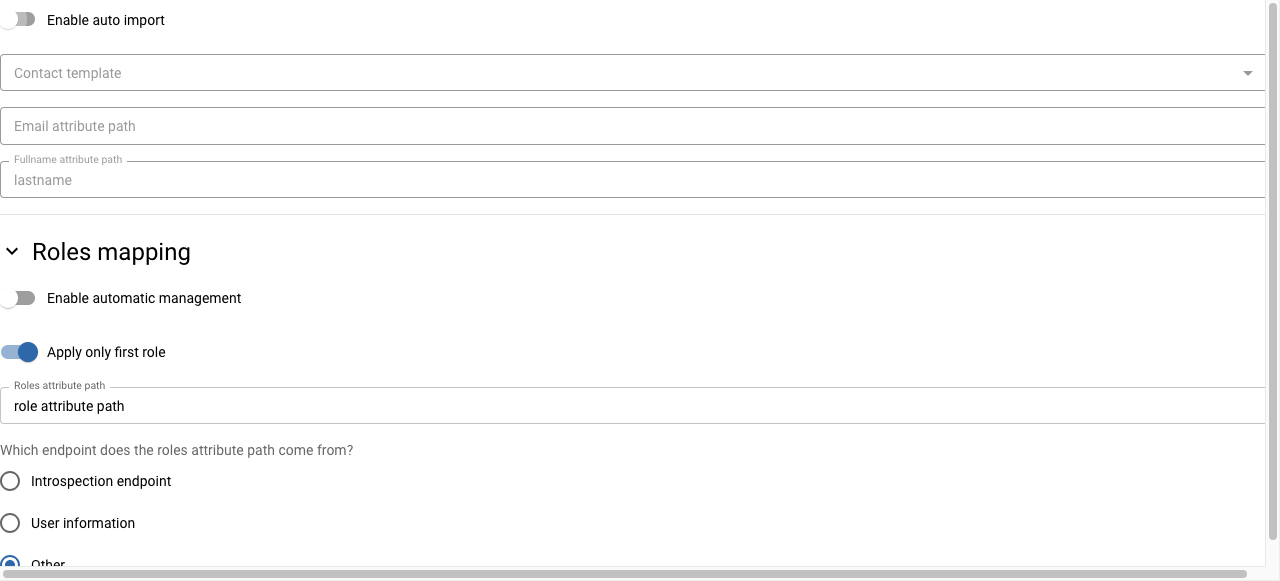 Enable auto import
Contact template
Email attribute path
Fullname attribute path
lastname
Roles mapping
Enable automatic management
Apply only first role
Roles attribute path
role attribute path
Which endpoint does the roles attribute path come from?
Introspection endpoint
User information
Other